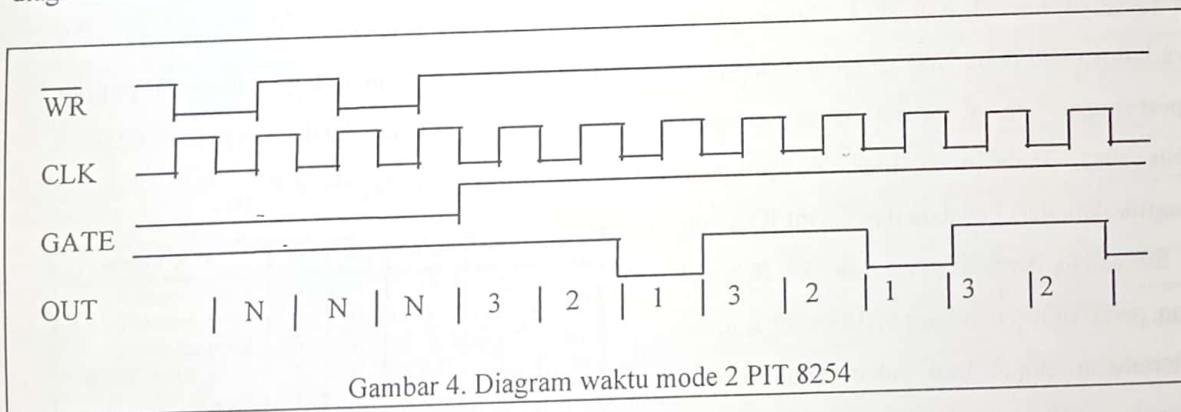 WR
CLK
GATE
OUT | N | N | N | 3 | 2 | 1 | 3 | 2 | 1 | 3 | 2 |
Gambar 4. Diagram waktu mode 2 PIT 8254